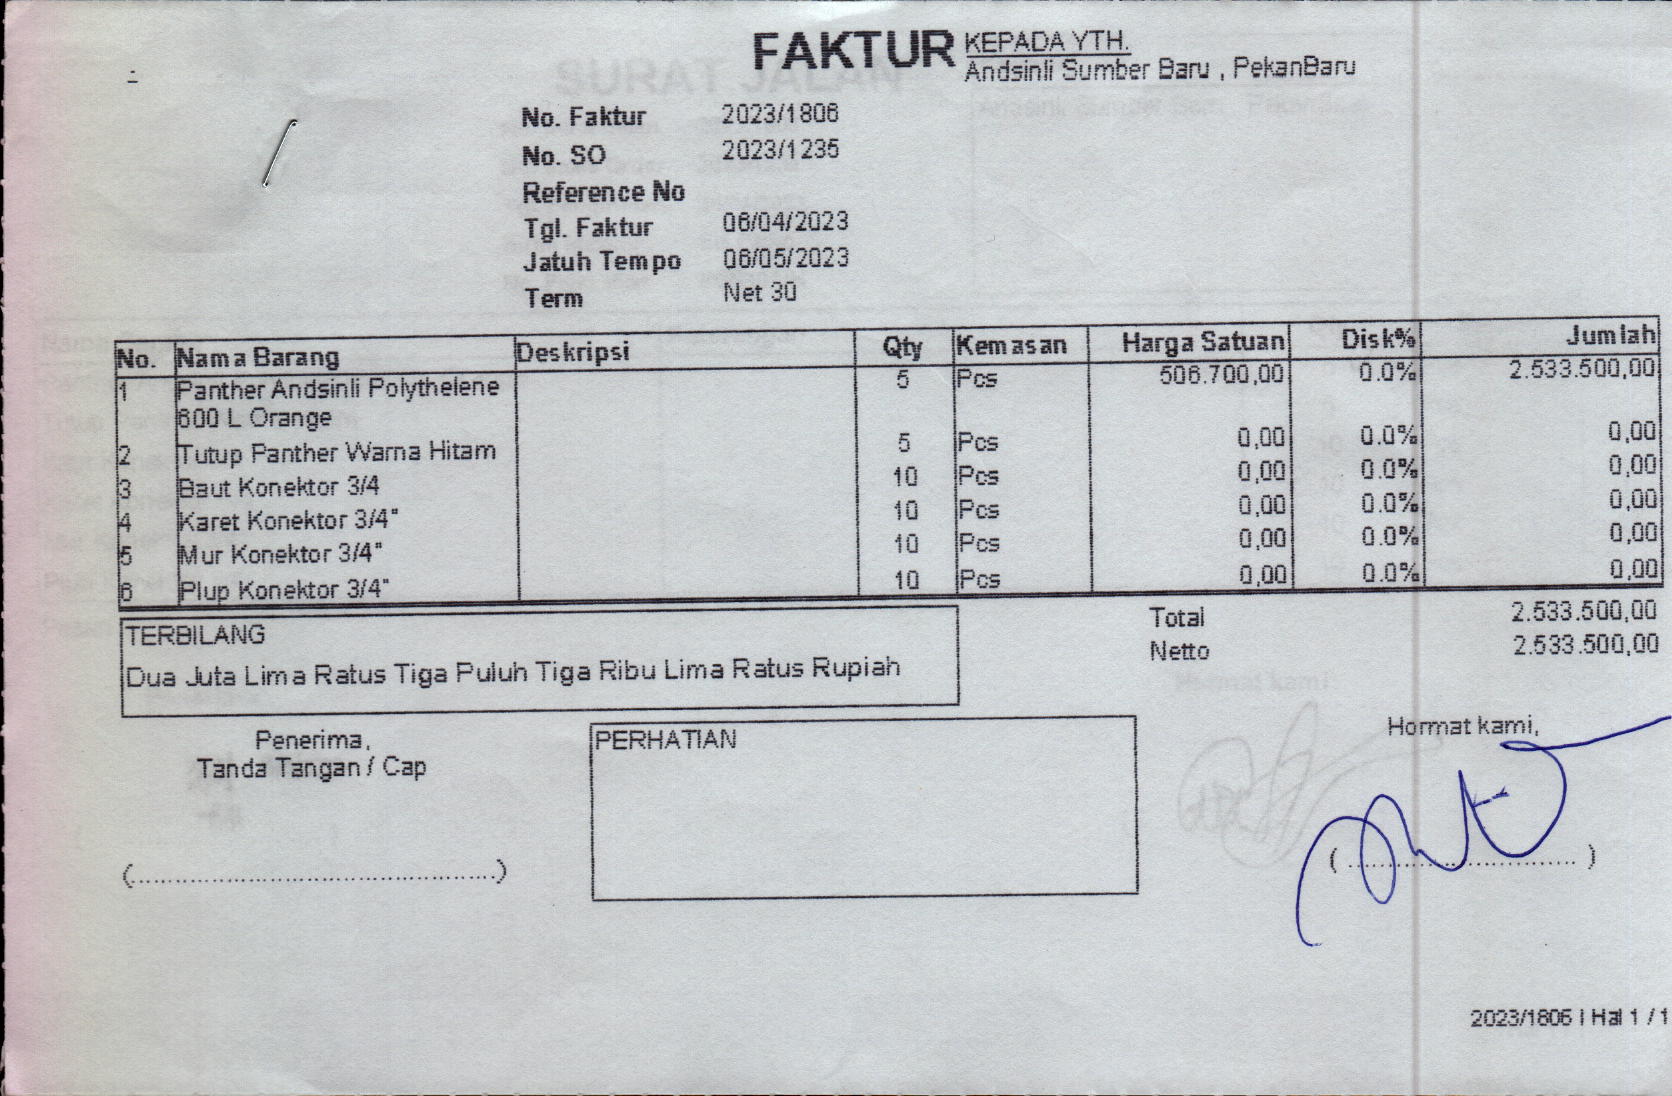 FAKTUR
KEPADA YTH.
Andsinli Sumber Baru , PekanBaru
SURAT JALAN
No. Faktur 2023/1806
No. SO 2023/1235
Reference No
Tgl. Faktur 06/04/2023
Jatuh Tempo 06/05/2023
Term Net 30
No. Nama Barang Deskripsi Qty Kemasan Harga Satuan Disk% Jumlah
1 Panther Andsinli Polythelene 5 Pcs 506.700,00 0.0% 2.533.500,00
600 L Orange
2 Tutup Panther Warna Hitam 5 Pcs 0,00 0.0% 0,00
3 Baut Konektor 3/4 10 Pcs 0,00 0.0% 0,00
4 Karet Konektor 3/4" 10 Pcs 0,00 0.0% 0,00
5 Mur Konektor 3/4" 10 Pcs 0,00 0.0% 0,00
6 Plup Konektor 3/4" 10 Pcs 0,00 0.0% 0,00
Total 2.533.500,00
Netto 2.533.500,00
TERBILANG
Dua Juta Lima Ratus Tiga Puluh Tiga Ribu Lima Ratus Rupiah
Penerima,
Tanda Tangan / Cap
(................................................)
PERHATIAN
Hormat kami,
Hormat kami,
( .............................. )
2023/1806 | Hal 1 / 1